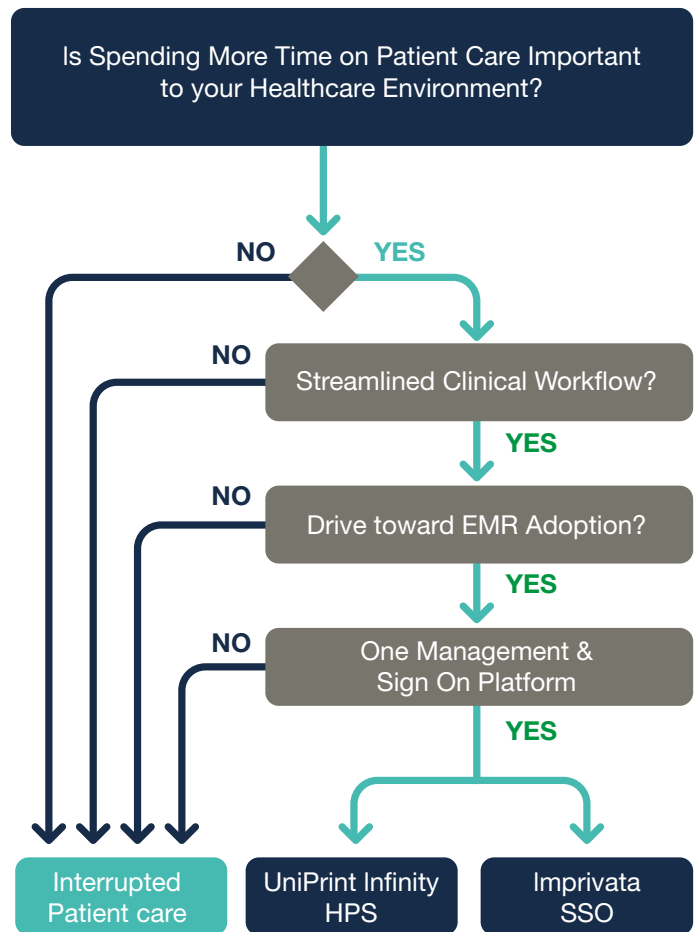 Is Spending More Time on Patient Care Important
to your Healthcare Environment?
NO
YES
NO
Streamlined Clinical Workflow?
YES
NO
Drive toward EMR Adoption?
YES
NO
One Management &
Sign On Platform
YES
Interrupted
Patient care
UniPrint Infinity
HPS
Imprivata
SSO